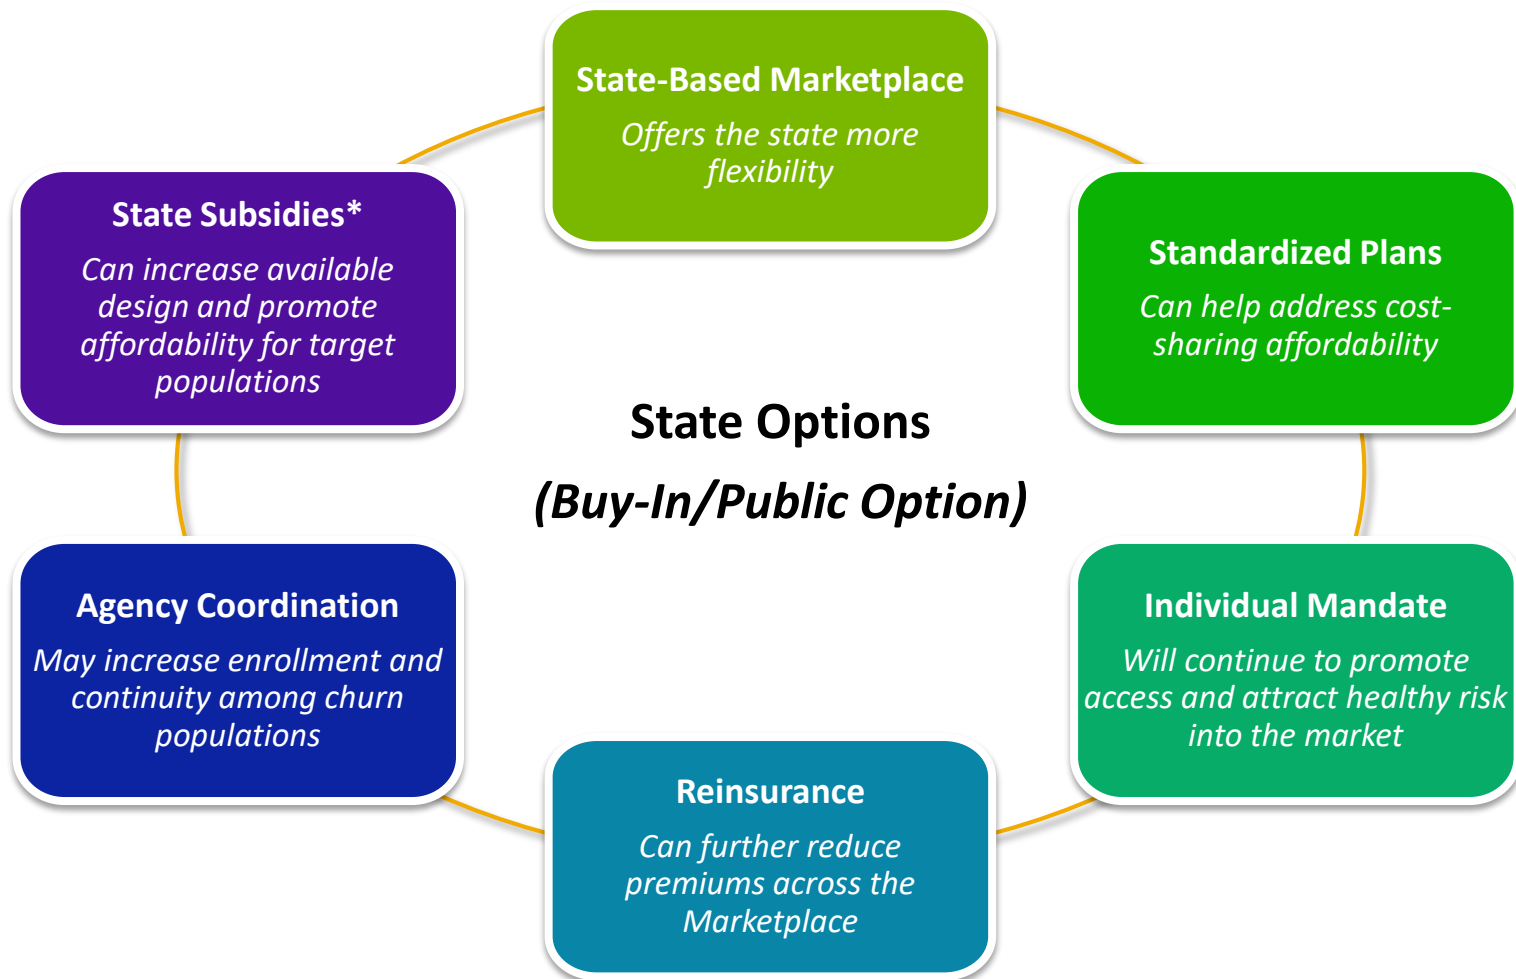 State-Based Marketplace
Offers the state more
flexibility
State Subsidies*
Can increase available
design and promote
affordability for target
populations
Standardized Plans
Can help address cost-
sharing affordability
State Options
(Buy-In/Public Option)
Agency Coordination
May increase enrollment and
continuity among churn
populations
Individual Mandate
Will continue to promote
access and attract healthy risk
into the market
Reinsurance
Can further reduce
premiums across the
Marketplace